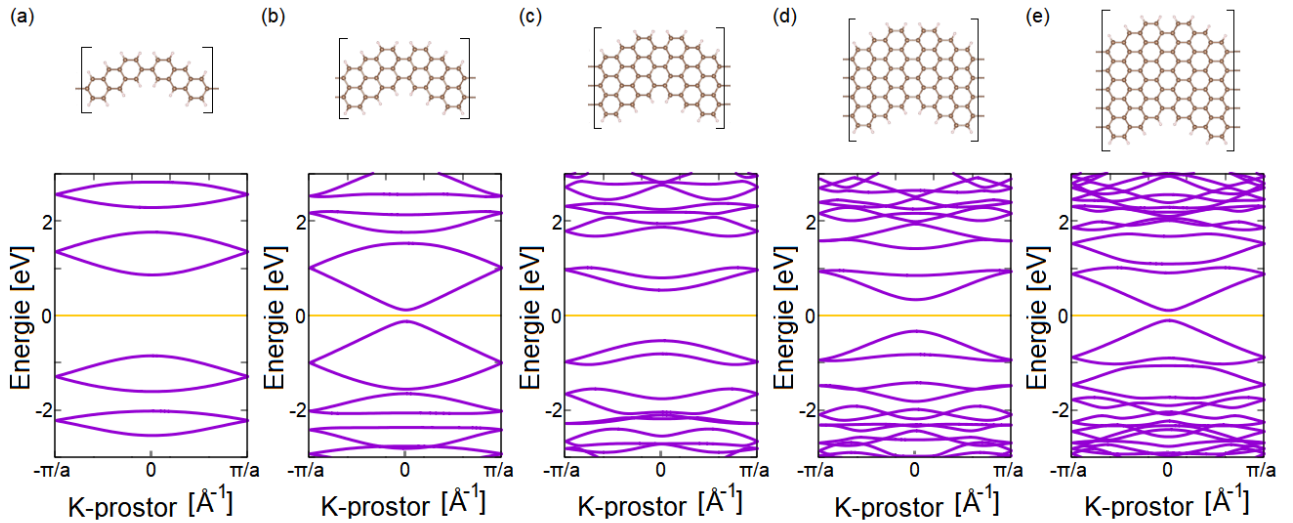 (a) (b) (c) (d) (e)
Energie [eV] 2 0 -2 -π/a 0 π/a K-prostor [Å⁻¹]
Energie [eV] 2 0 -2 -π/a 0 π/a K-prostor [Å⁻¹]
Energie [eV] 2 0 -2 -π/a 0 π/a K-prostor [Å⁻¹]
Energie [eV] 2 0 -2 -π/a 0 π/a K-prostor [Å⁻¹]
Energie [eV] 2 0 -2 -π/a 0 π/a K-prostor [Å⁻¹]